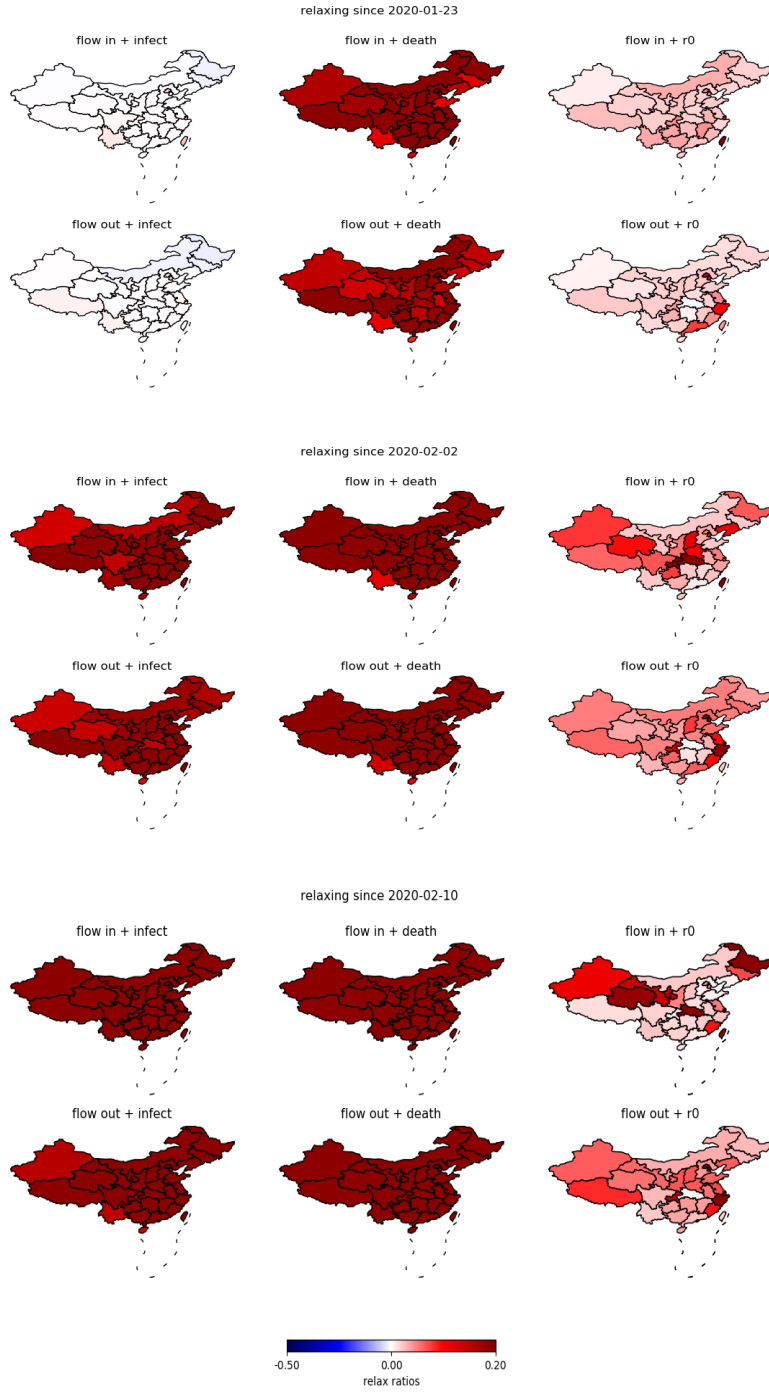 relaxing since 2020-01-23
flow in + infect
flow in + death
flow in + r0
flow out + infect
flow out + death
flow out + r0
relaxing since 2020-02-02
flow in + infect
flow in + death
flow in + r0
flow out + infect
flow out + death
flow out + r0
relaxing since 2020-02-10
flow in + infect
flow in + death
flow in + r0
flow out + infect
flow out + death
flow out + r0
-0.50
0.00
0.20
relax ratios